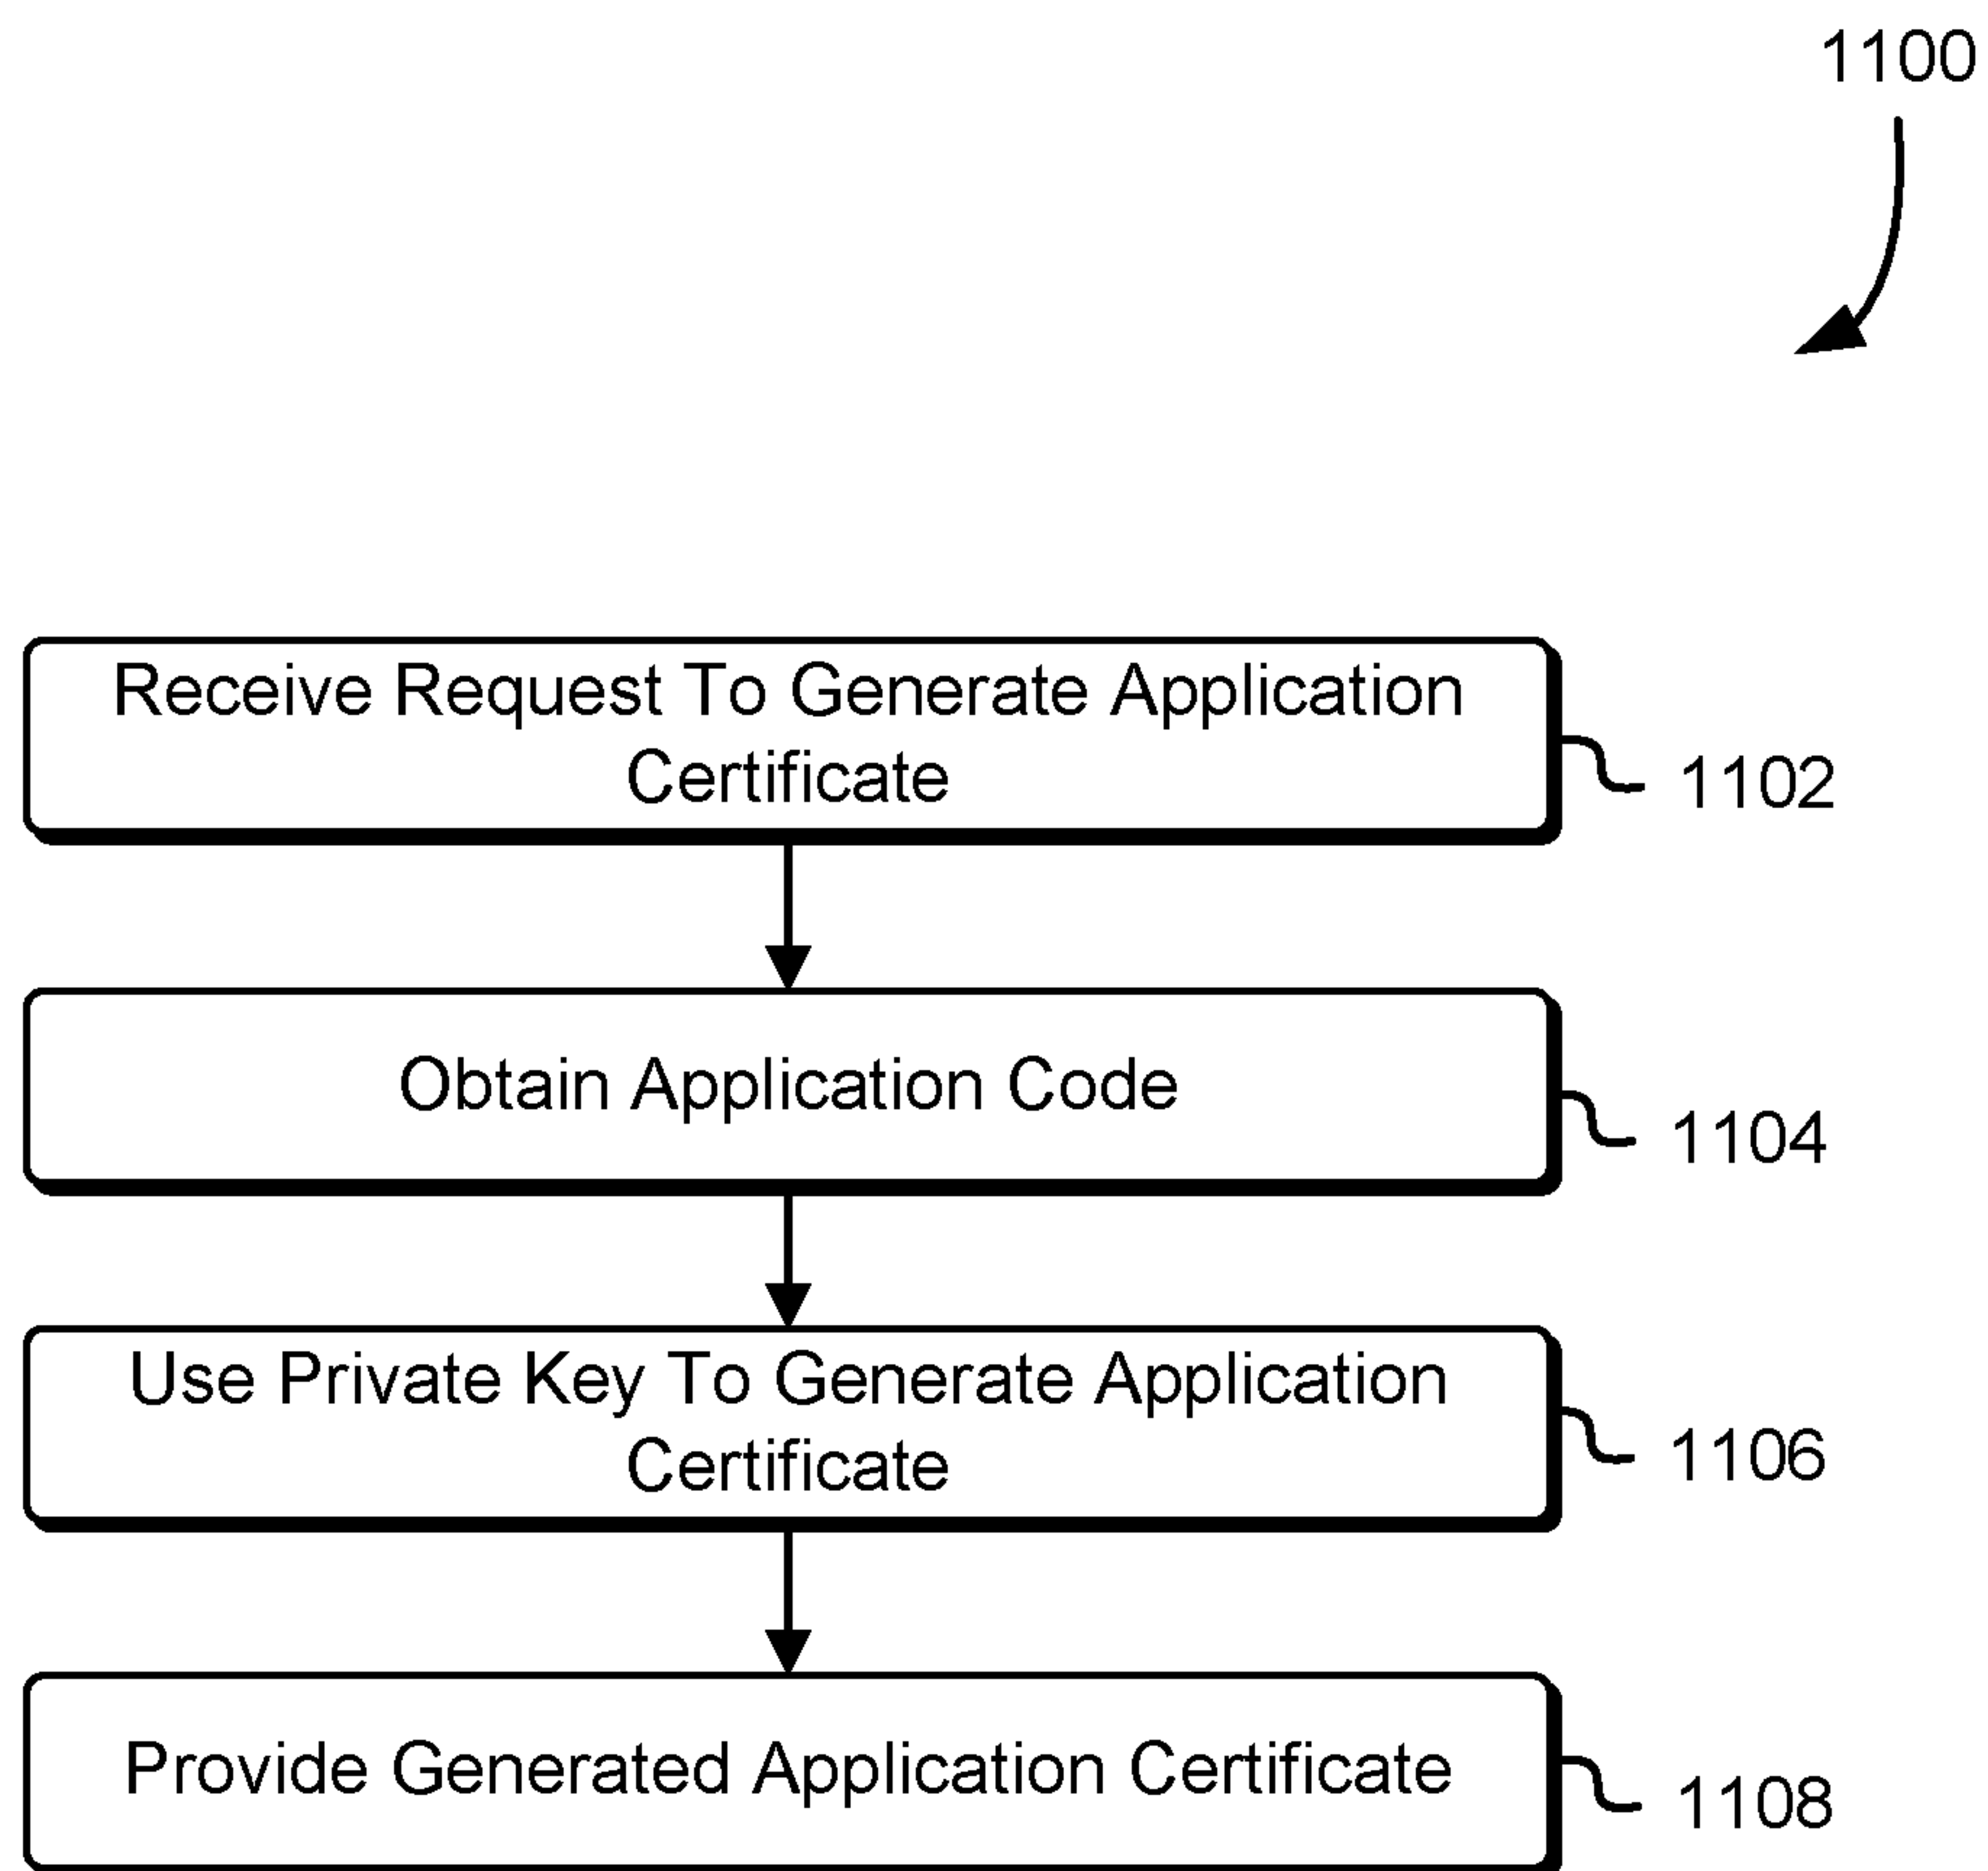 1100
Receive Request To Generate Application
Certificate
1102
Obtain Application Code
1104
Use Private Key To Generate Application
Certificate
1106
Provide Generated Application Certificate
1108